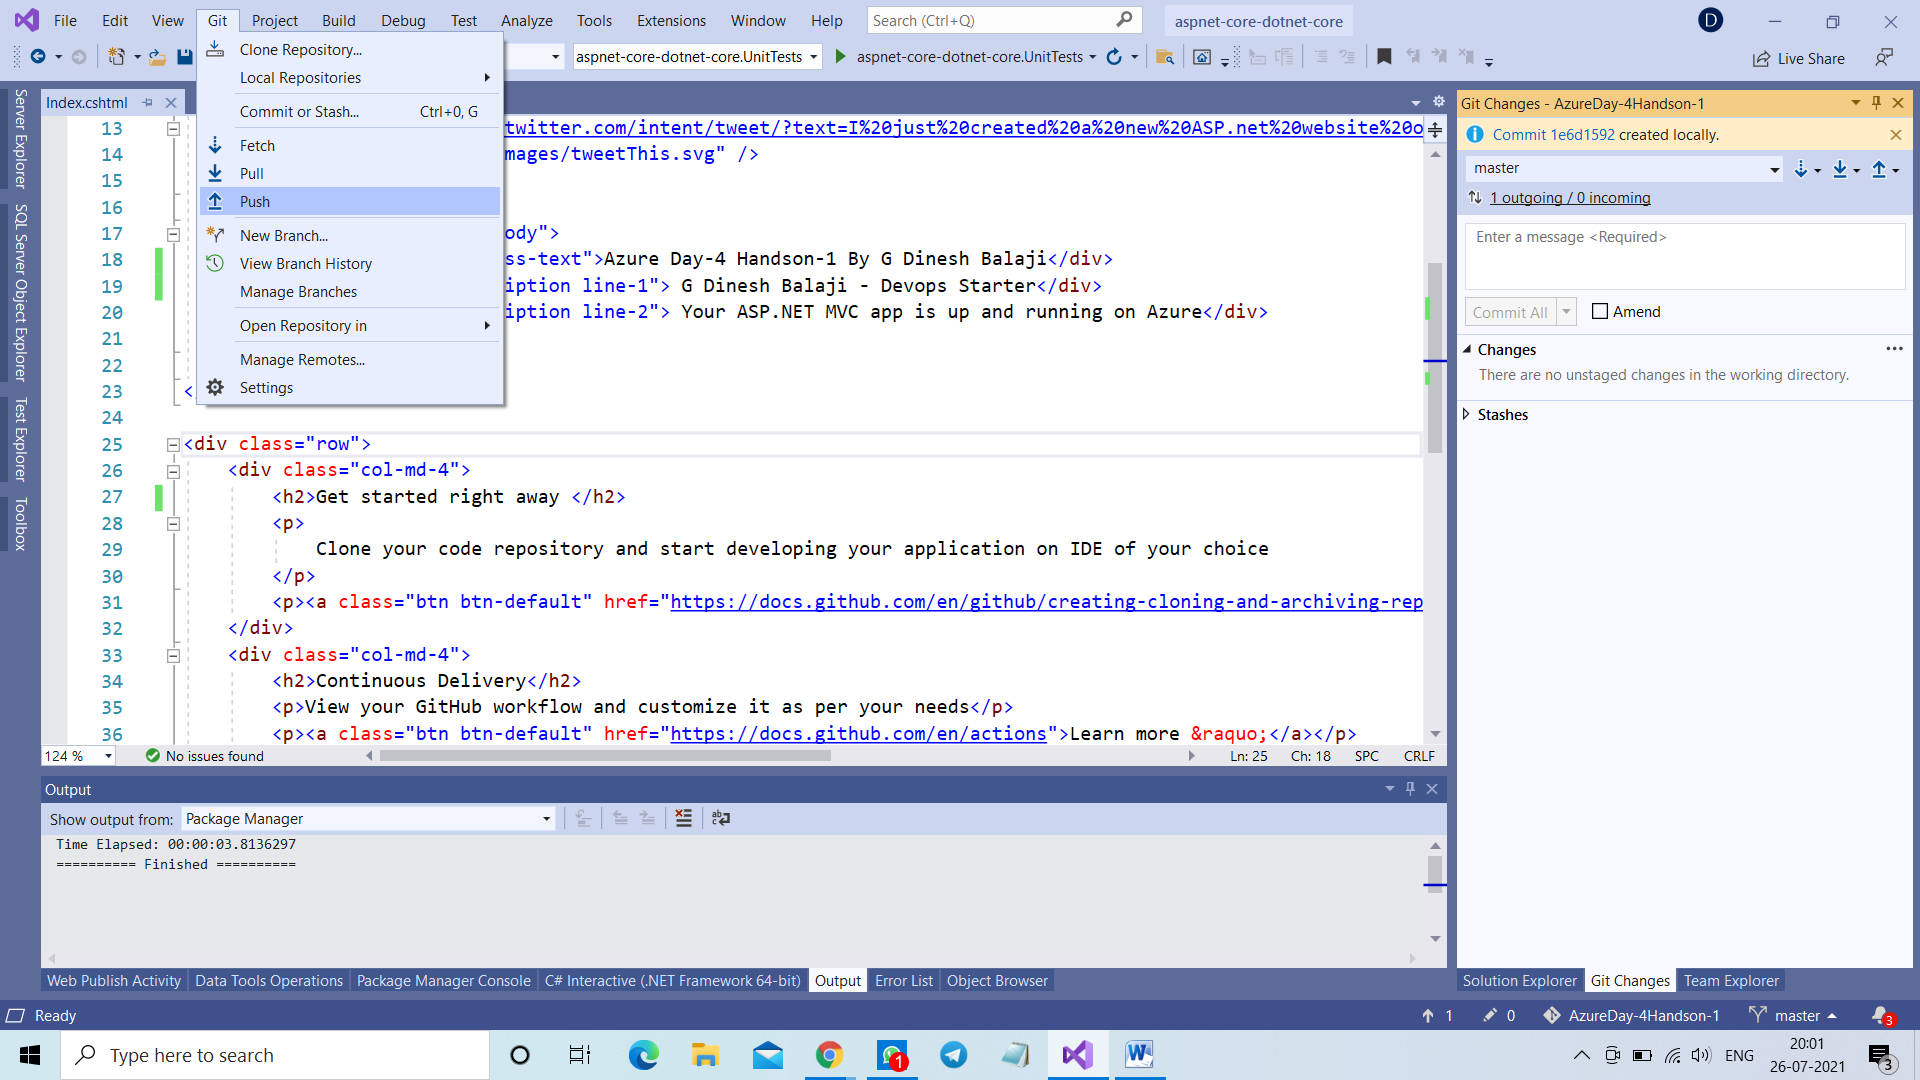 File Edit View Git Project Build Debug Test Analyze Tools Extensions Window Help Search (Ctrl+Q) aspnet-core-dotnet-core D
aspnet-core-dotnet-core.UnitTests aspnet-core-dotnet-core.UnitTests Live Share
Clone Repository...
Local Repositories
Commit or Stash... Ctrl+0, G
Fetch
Pull
Push
New Branch...
View Branch History
Manage Branches
Open Repository in
Manage Remotes...
Settings
Server Explorer
SQL Server Object Explorer
Test Explorer
Toolbox
Index.cshtml
13 twitter.com/intent/tweet/?text=I%20just%20created%20a%20new%20ASP.net%20website%20o
14 mages/tweetThis.svg" />
15
16
17 ody">
18 ss-text">Azure Day-4 Handson-1 By G Dinesh Balaji</div>
19 iption line-1"> G Dinesh Balaji - Devops Starter</div>
20 iption line-2"> Your ASP.NET MVC app is up and running on Azure</div>
21
22
23 <
24
25 <div class="row">
26 <div class="col-md-4">
27 <h2>Get started right away </h2>
28 <p>
29 Clone your code repository and start developing your application on IDE of your choice
30 </p>
31 <p><a class="btn btn-default" href="https://docs.github.com/en/github/creating-cloning-and-archiving-rep
32 </div>
33 <div class="col-md-4">
34 <h2>Continuous Delivery</h2>
35 <p>View your GitHub workflow and customize it as per your needs</p>
36 <p><a class="btn btn-default" href="https://docs.github.com/en/actions">Learn more &raquo;</a></p>
124 % No issues found Ln: 25 Ch: 18 SPC CRLF
Git Changes - AzureDay-4Handson-1
Commit 1e6d1592 created locally.
master
1 outgoing / 0 incoming
Enter a message <Required>
Commit All Amend
Changes
There are no unstaged changes in the working directory.
Stashes
Output
Show output from: Package Manager
Time Elapsed: 00:00:03.8136297
========== Finished ==========
Web Publish Activity Data Tools Operations Package Manager Console C# Interactive (.NET Framework 64-bit) Output Error List Object Browser
Solution Explorer Git Changes Team Explorer
Ready 1 0 AzureDay-4Handson-1 master 3
Type here to search 1 ENG 20:01
26-07-2021 3